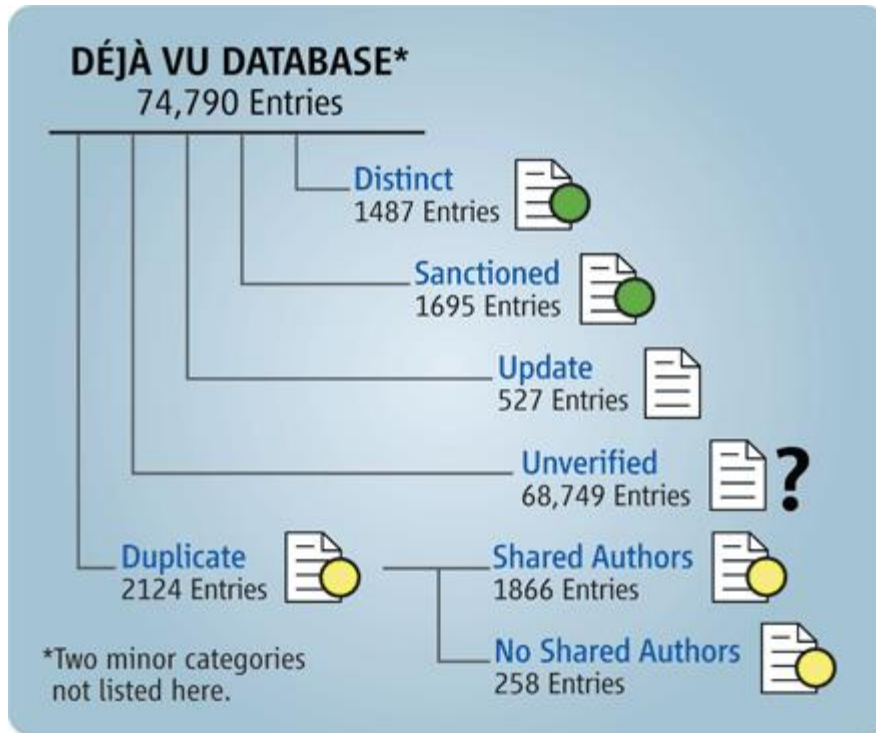 DÉJÀ VU DATABASE*
74,790 Entries
Distinct
1487 Entries
Sanctioned
1695 Entries
Update
527 Entries
Unverified
68,749 Entries
?
Duplicate
2124 Entries
Shared Authors
1866 Entries
No Shared Authors
258 Entries
*Two minor categories
not listed here.